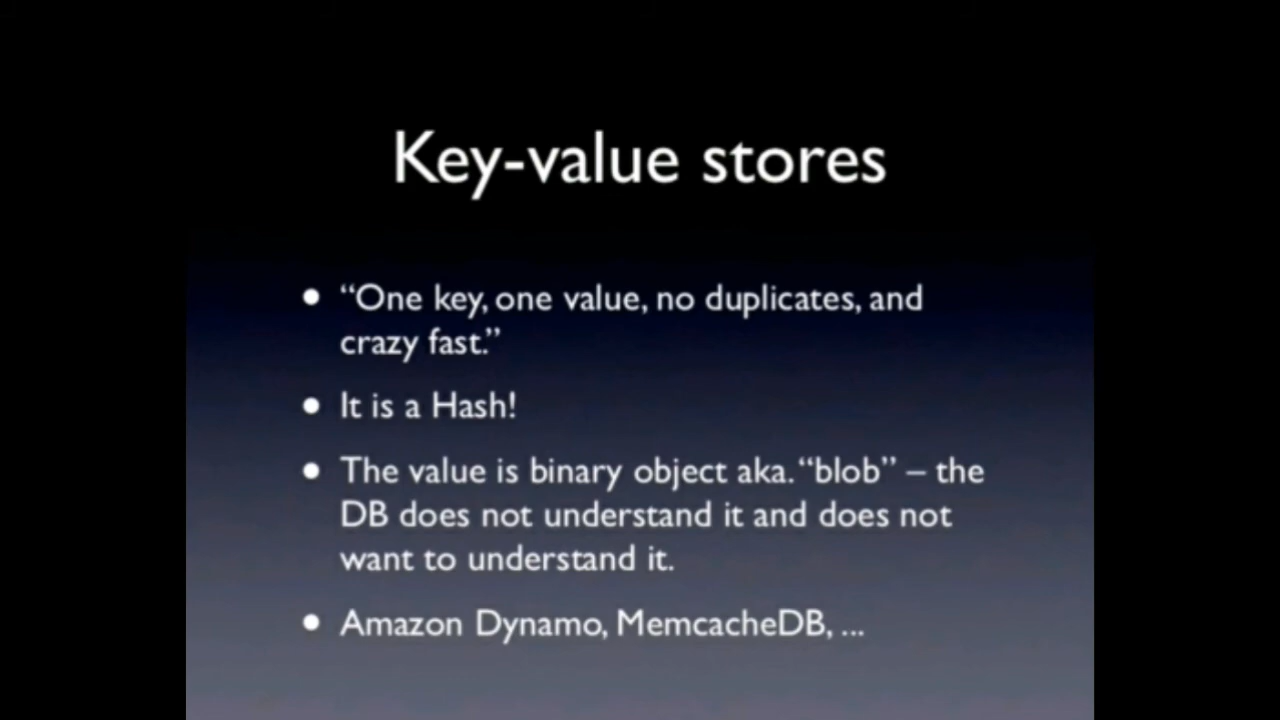 Key-value stores
• “One key, one value, no duplicates, and
crazy fast.”
• It is a Hash!
• The value is binary object aka. “blob” – the
DB does not understand it and does not
want to understand it.
• Amazon Dynamo, MemcacheDB, ...